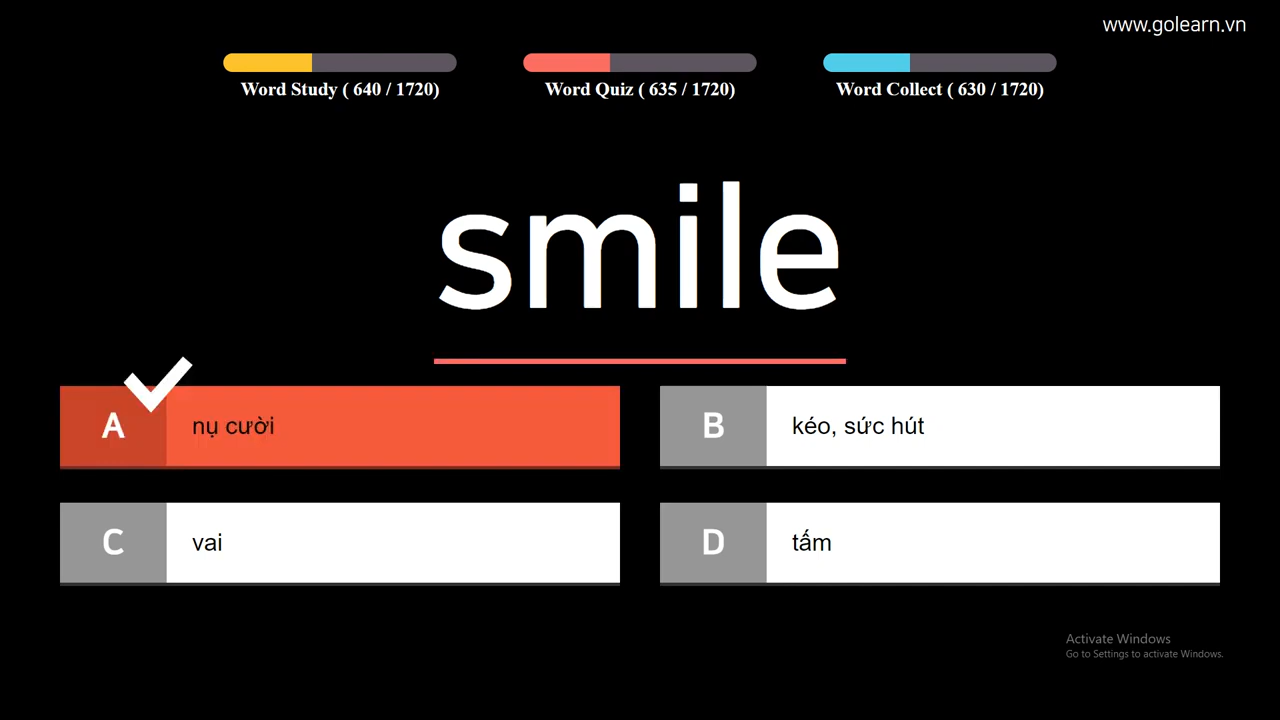 www.golearn.vn
Word Study ( 640 / 1720)
Word Quiz ( 635 / 1720)
Word Collect ( 630 / 1720)
smile
A nụ cười
B kéo, sức hút
C vai
D tấm
Activate Windows
Go to Settings to activate Windows.